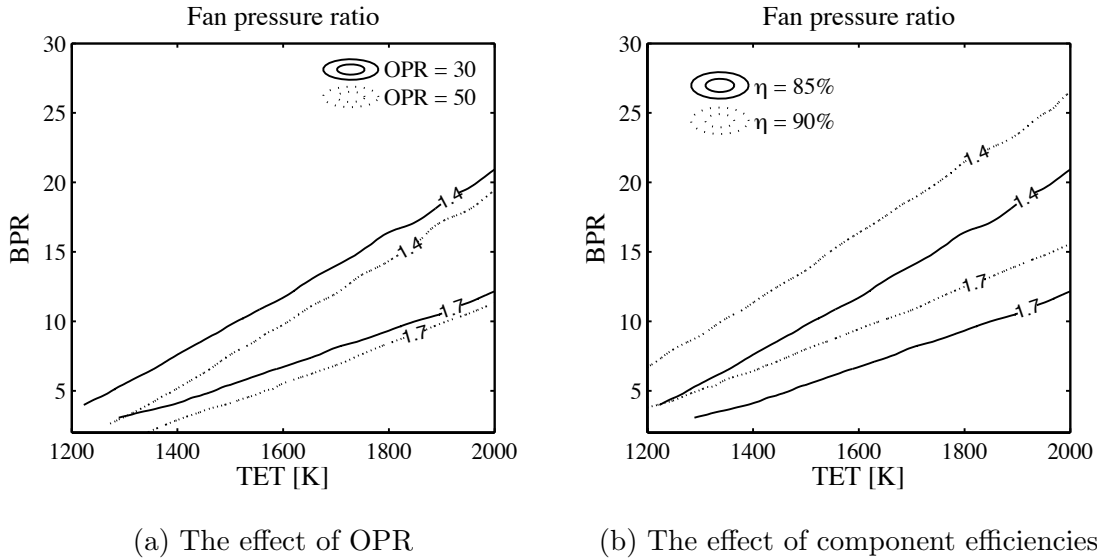 Fan pressure ratio
30
25
20
15
10
5
BPR
OPR = 30
OPR = 50
1.4
1.4
1.7
1.7
1200
1400
1600
1800
2000
TET [K]
(a) The effect of OPR
Fan pressure ratio
30
25
20
15
10
5
BPR
η = 85%
η = 90%
1.4
1.4
1.7
1.7
1200
1400
1600
1800
2000
TET [K]
(b) The effect of component efficiencies